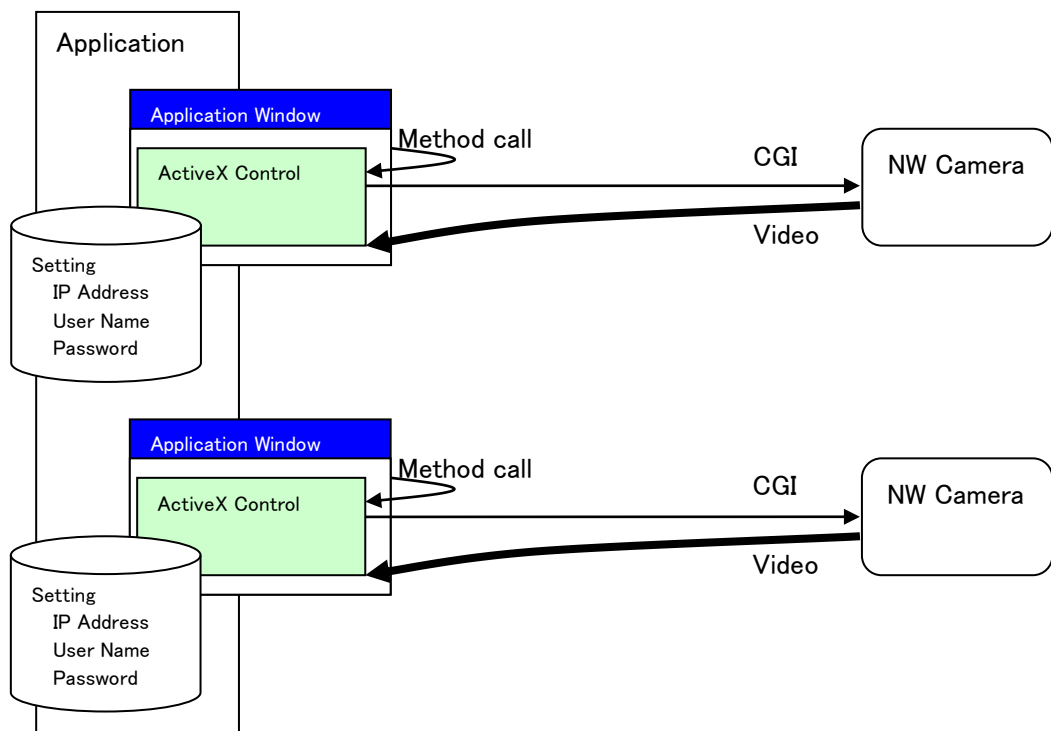 Application
Application Window
Method call
ActiveX Control
CGI
NW Camera
Video
Setting
IP Address
User Name
Password
Application Window
Method call
ActiveX Control
CGI
NW Camera
Video
Setting
IP Address
User Name
Password